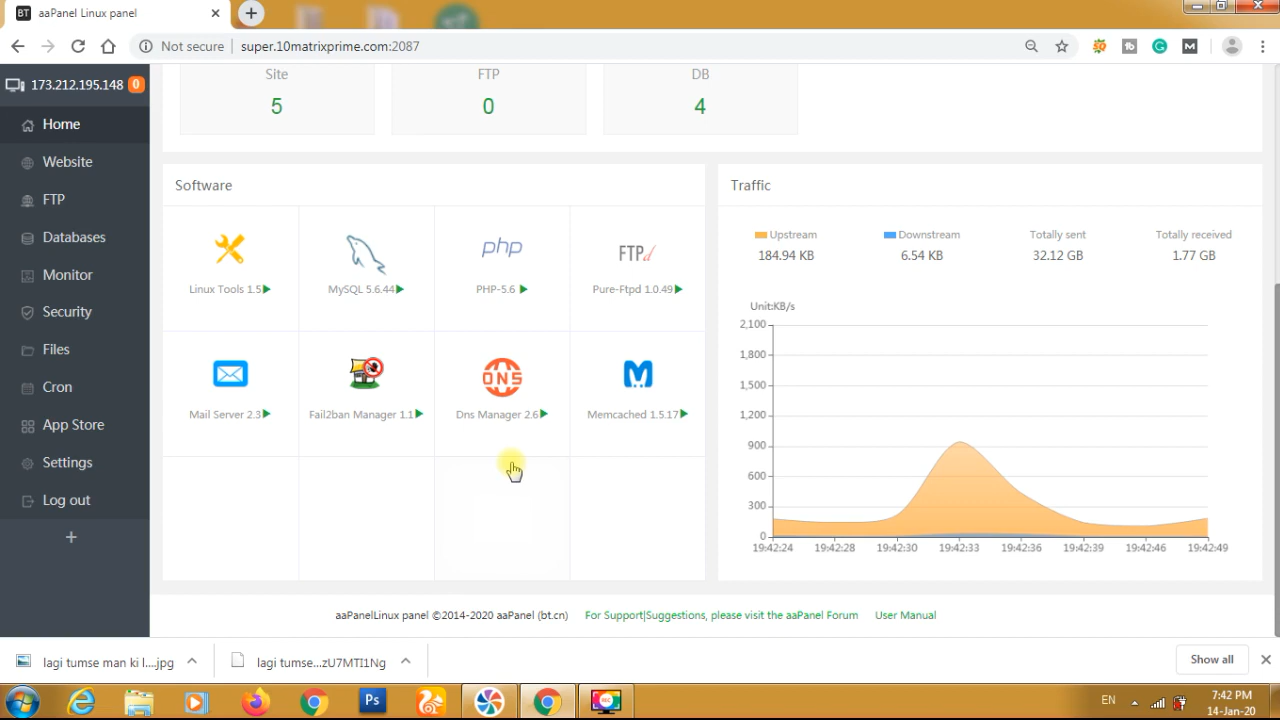 BT aaPanel Linux panel
Not secure super.10matrixprime.com:2087
173.212.195.148 0
Home
Website
FTP
Databases
Monitor
Security
Files
Cron
App Store
Settings
Log out
Site FTP DB
5 0 4
Software
Linux Tools 1.5 MySQL 5.6.44 php PHP-5.6 FTPd Pure-Ftpd 1.0.49
Mail Server 2.3 Fail2ban Manager 1.1 DNS Dns Manager 2.6 Memcached 1.5.17
Traffic
Upstream Downstream Totally sent Totally received
184.94 KB 6.54 KB 32.12 GB 1.77 GB
Unit:KB/s
2,100
1,800
1,500
1,200
900
600
300
0
19:42:24 19:42:28 19:42:30 19:42:33 19:42:36 19:42:39 19:42:46 19:42:49
aaPanelLinux panel ©2014-2020 aaPanel (bt.cn) For Support|Suggestions, please visit the aaPanel Forum User Manual
lagi tumse man ki l....jpg lagi tumse...zU7MTI1Ng Show all
Ps EN 7:42 PM
14-Jan-20